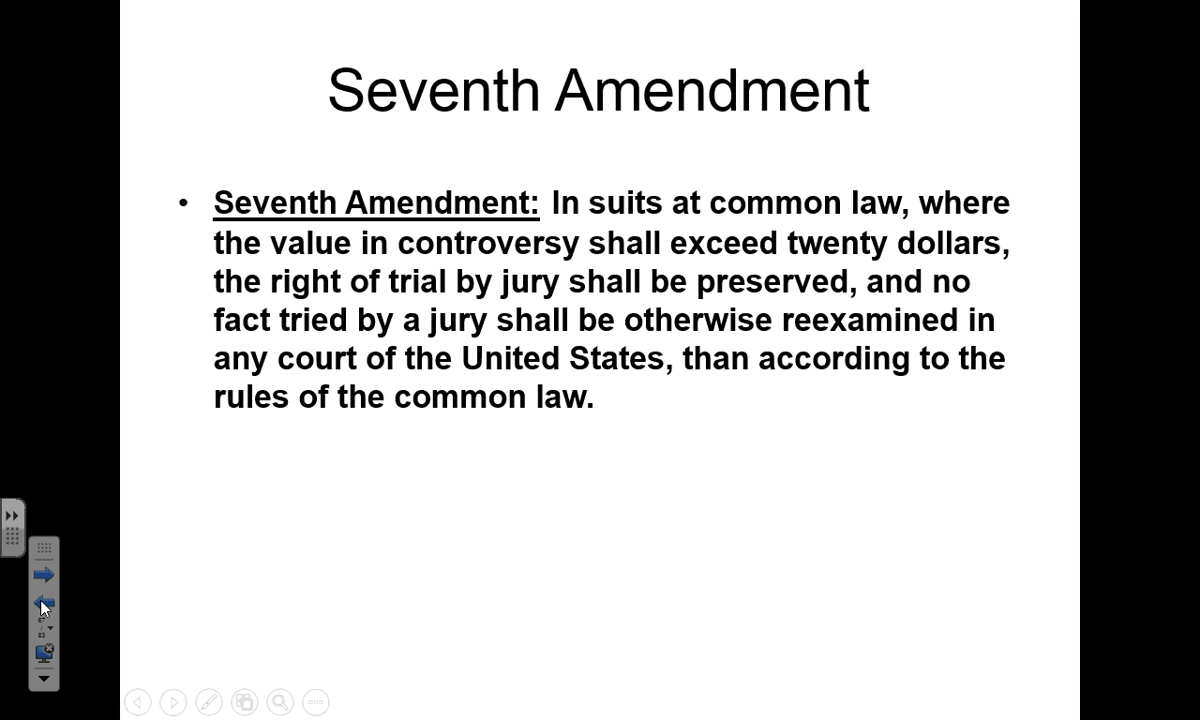 Seventh Amendment
• Seventh Amendment: In suits at common law, where
the value in controversy shall exceed twenty dollars,
the right of trial by jury shall be preserved, and no
fact tried by a jury shall be otherwise reexamined in
any court of the United States, than according to the
rules of the common law.
/
83